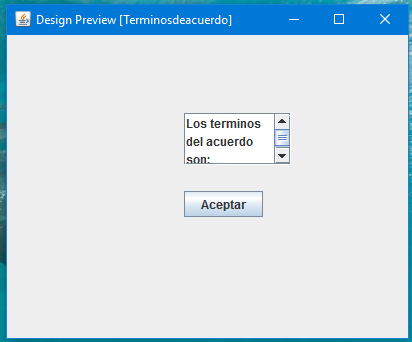 Design Preview [Terminosdeacuerdo]
Los terminos
del acuerdo
son:
Aceptar